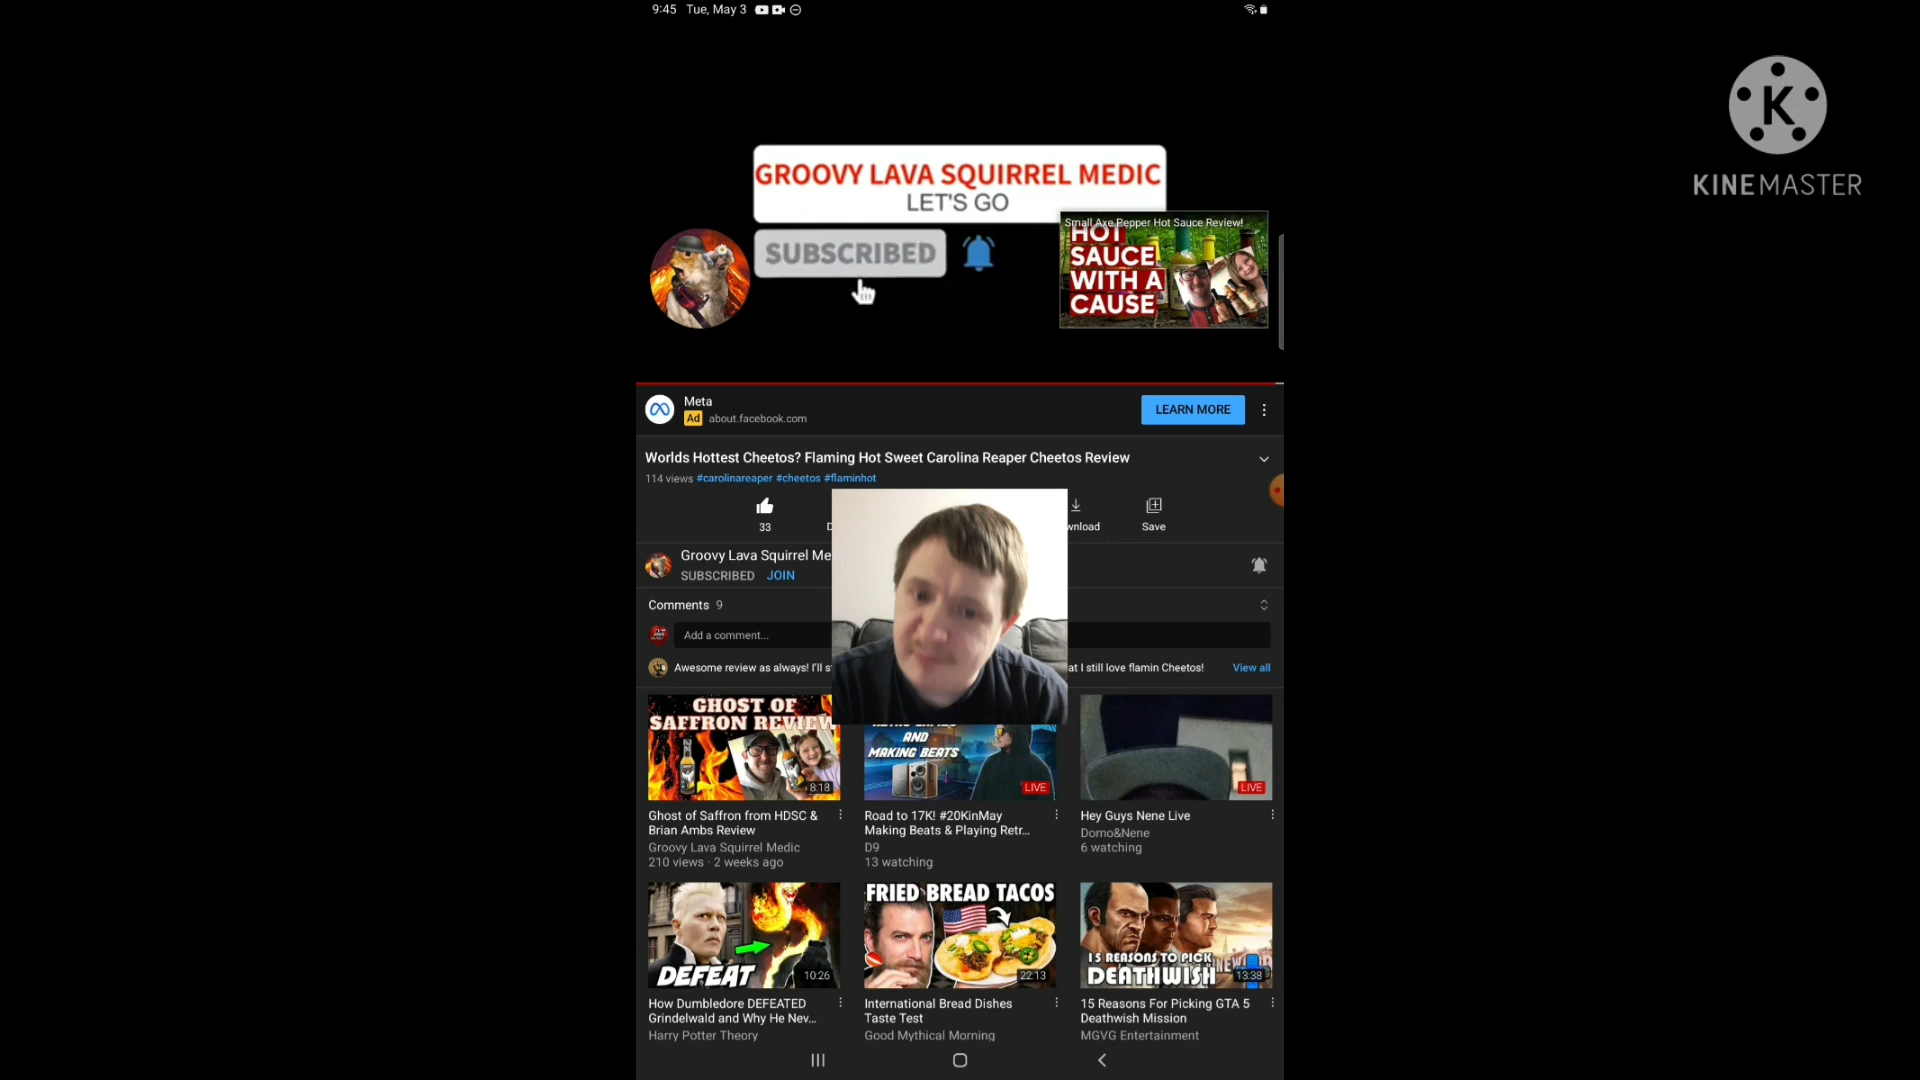 9:45 Tue, May 3
KINEMASTER
GROOVY LAVA SQUIRREL MEDIC
LET'S GO
SUBSCRIBED
Small Axe Pepper Hot Sauce Review!
HOT
SAUCE
WITH A
CAUSE
Meta
Ad about.facebook.com
LEARN MORE
Worlds Hottest Cheetos? Flaming Hot Sweet Carolina Reaper Cheetos Review
114 views #carolinareaper #cheetos #flaminhot
33
D
wnload
Save
Groovy Lava Squirrel Me
SUBSCRIBED JOIN
Comments 9
Add a comment...
Awesome review as always! I'll s
at I still love flamin Cheetos!
View all
GHOST OF
SAFFRON REVIEW
8:18
AND
MAKING BEATS
LIVE
LIVE
Ghost of Saffron from HDSC &
Brian Ambs Review
Groovy Lava Squirrel Medic
210 views · 2 weeks ago
Road to 17K! #20KinMay
Making Beats & Playing Retr...
D9
13 watching
Hey Guys Nene Live
Domo&Nene
6 watching
DEFEAT
10:26
FRIED BREAD TACOS
22:13
15 REASONS TO PICK
DEATHWISH
13:38
How Dumbledore DEFEATED
Grindelwald and Why He Nev...
Harry Potter Theory
International Bread Dishes
Taste Test
Good Mythical Morning
15 Reasons For Picking GTA 5
Deathwish Mission
MGVG Entertainment